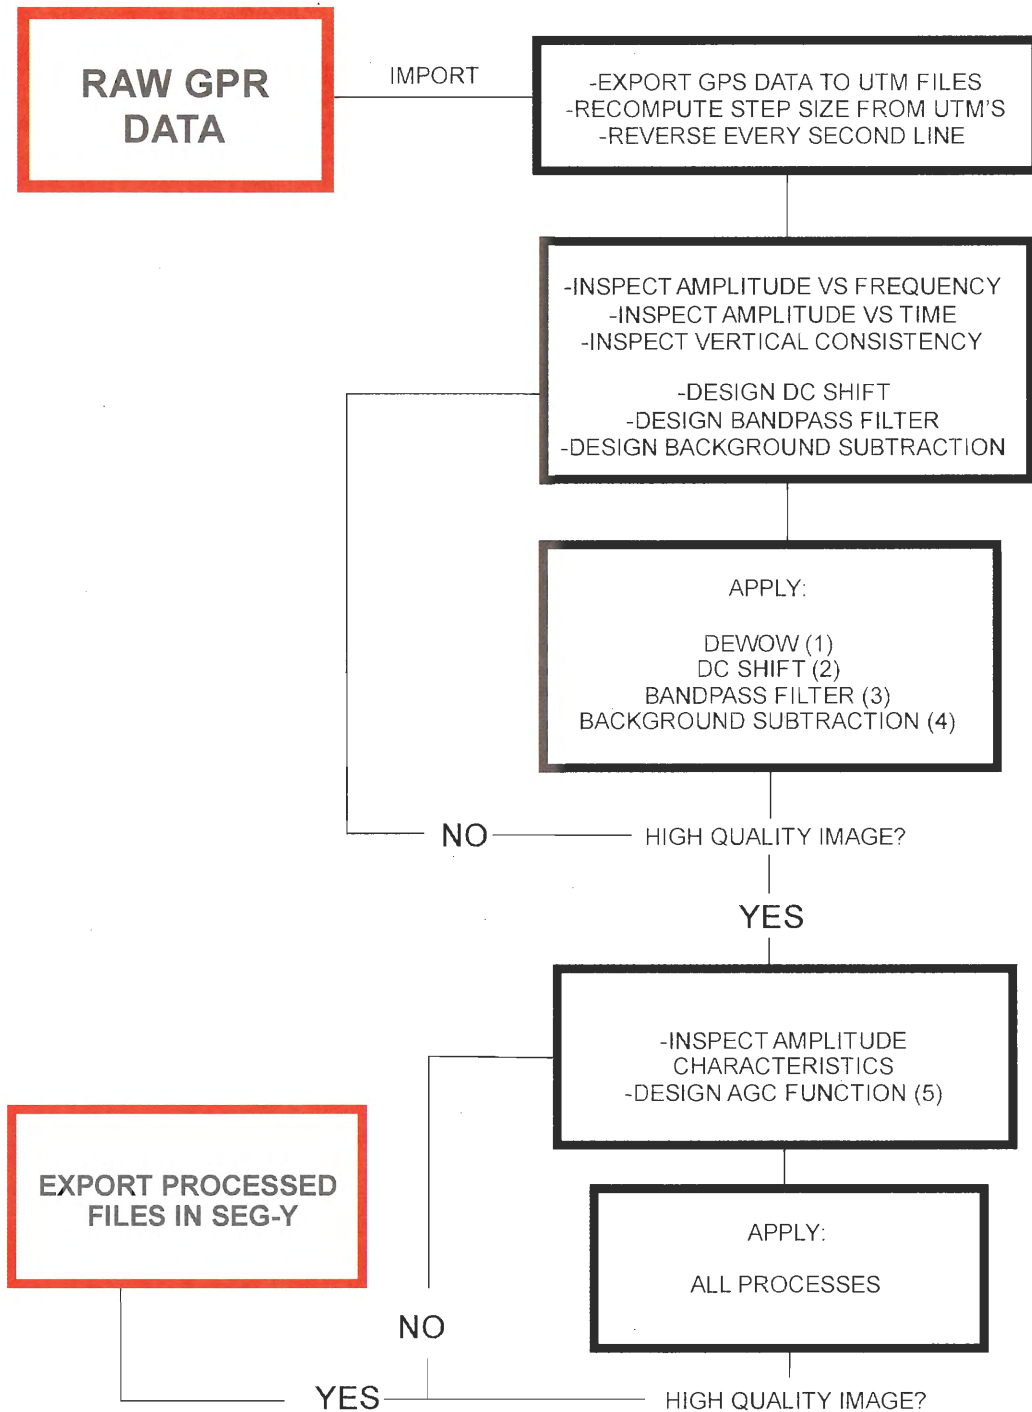 RAW GPR
DATA
IMPORT
-EXPORT GPS DATA TO UTM FILES
-RECOMPUTE STEP SIZE FROM UTM'S
-REVERSE EVERY SECOND LINE
-INSPECT AMPLITUDE VS FREQUENCY
-INSPECT AMPLITUDE VS TIME
-INSPECT VERTICAL CONSISTENCY
-DESIGN DC SHIFT
-DESIGN BANDPASS FILTER
-DESIGN BACKGROUND SUBTRACTION
APPLY:
DEWOW (1)
DC SHIFT (2)
BANDPASS FILTER (3)
BACKGROUND SUBTRACTION (4)
NO
HIGH QUALITY IMAGE?
YES
-INSPECT AMPLITUDE
CHARACTERISTICS
-DESIGN AGC FUNCTION (5)
EXPORT PROCESSED
FILES IN SEG-Y
APPLY:
ALL PROCESSES
NO
YES
HIGH QUALITY IMAGE?